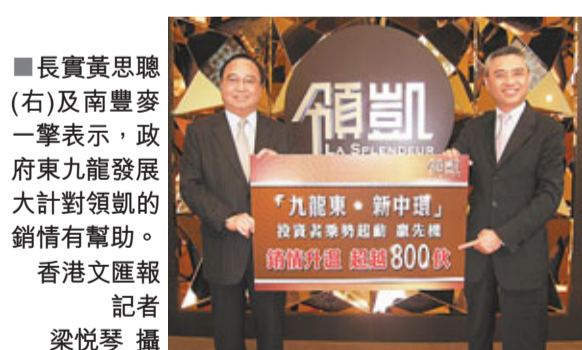 ■長實黃思聰
(右)及南豐麥
一擎表示，政
府東九龍發展
大計對領凱的
銷情有幫助。
香港文匯報
記者
梁悅琴 攝
領凱
LA SPLENDEUR
領凱
「九龍東•新中環」
投資者乘勢起動 贏先機
銷情升溫 超越800伙